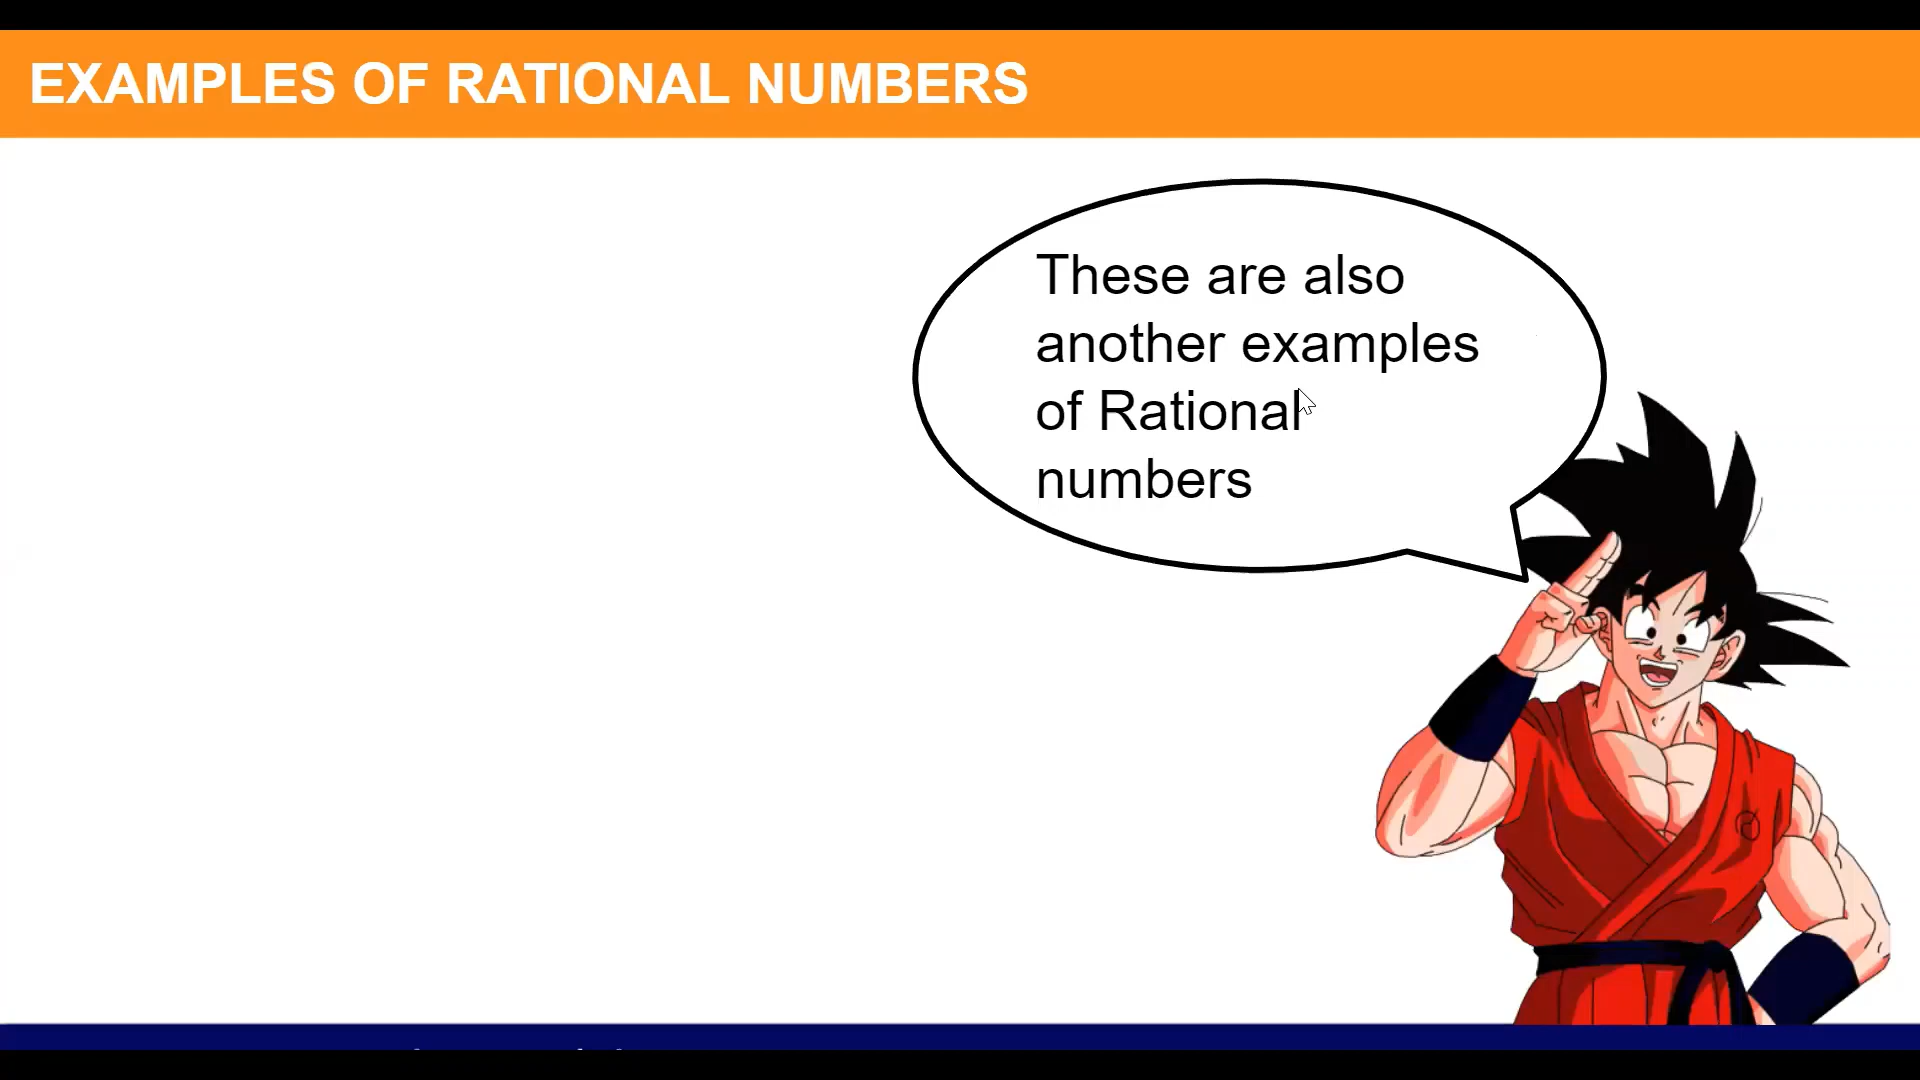 EXAMPLES OF RATIONAL NUMBERS
These are also
another examples
of Rational
numbers